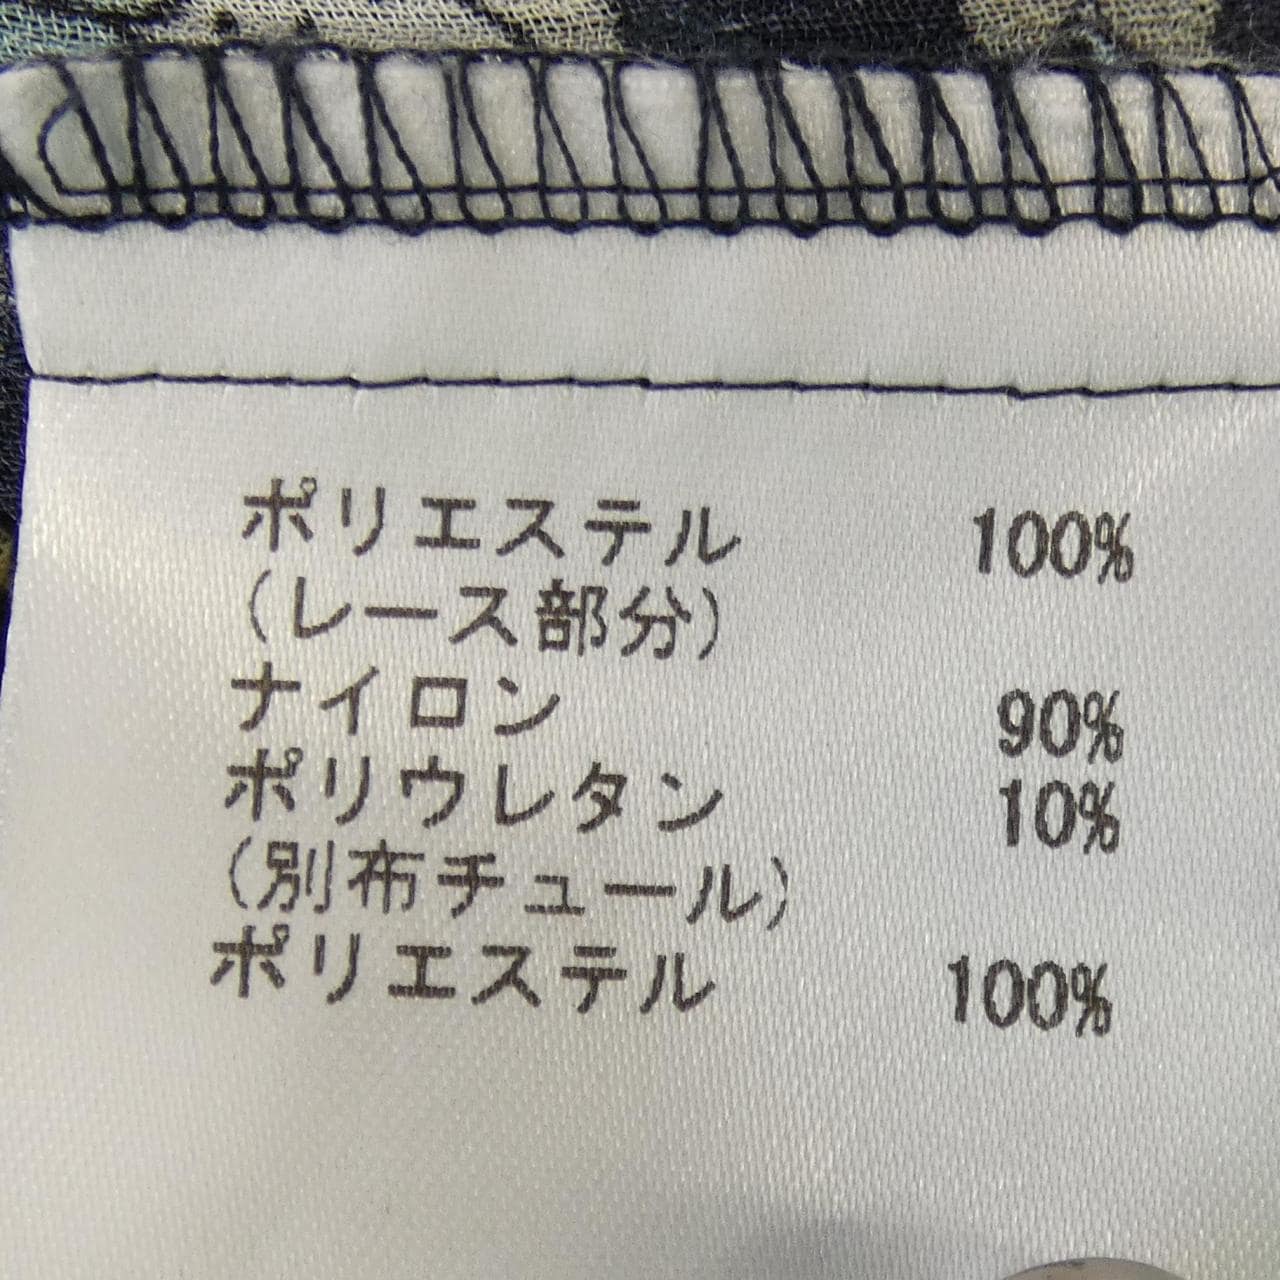 ポリエステル 100%
(レース部分)
ナイロン 90%
ポリウレタン 10%
(別布チュール)
ポリエステル 100%